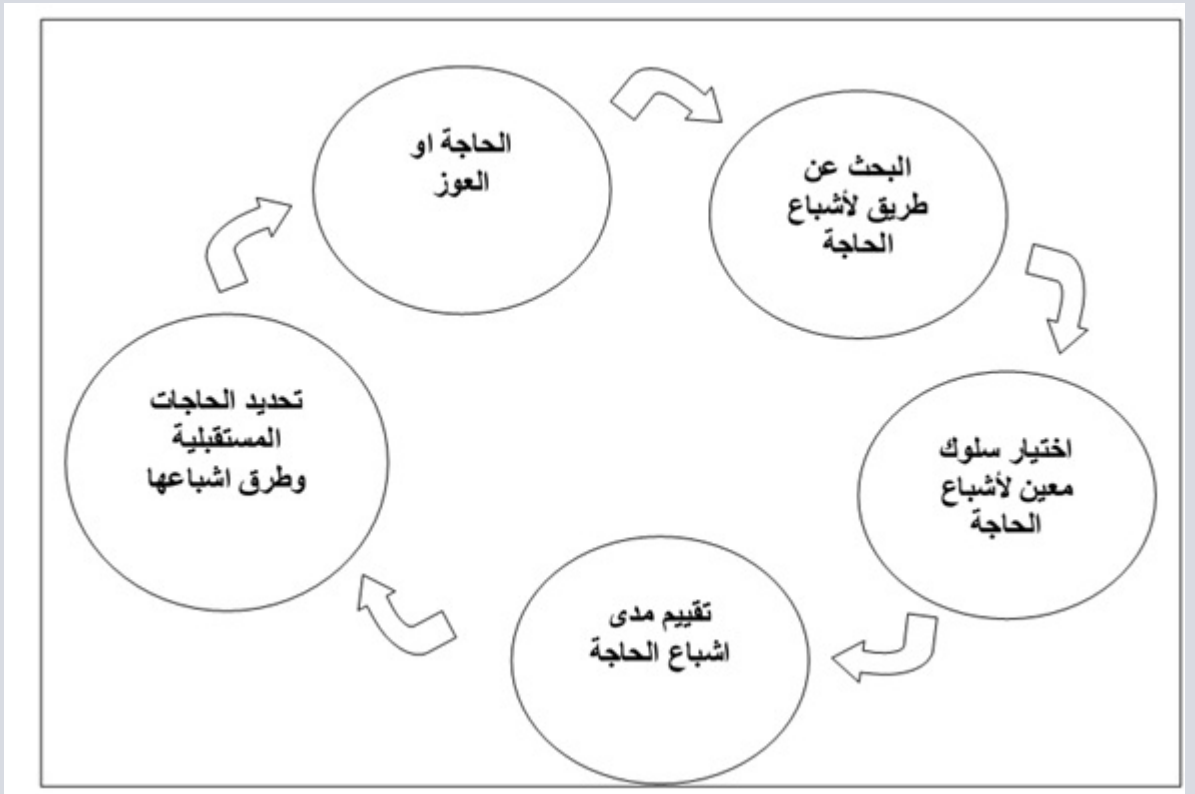 الحاجة او
العوز
البحث عن
طريق لأشباع
الحاجة
اختيار سلوك
معين لأشباع
الحاجة
تقييم مدى
اشباع الحاجة
تحديد الحاجات
المستقبلية
وطرق اشباعها